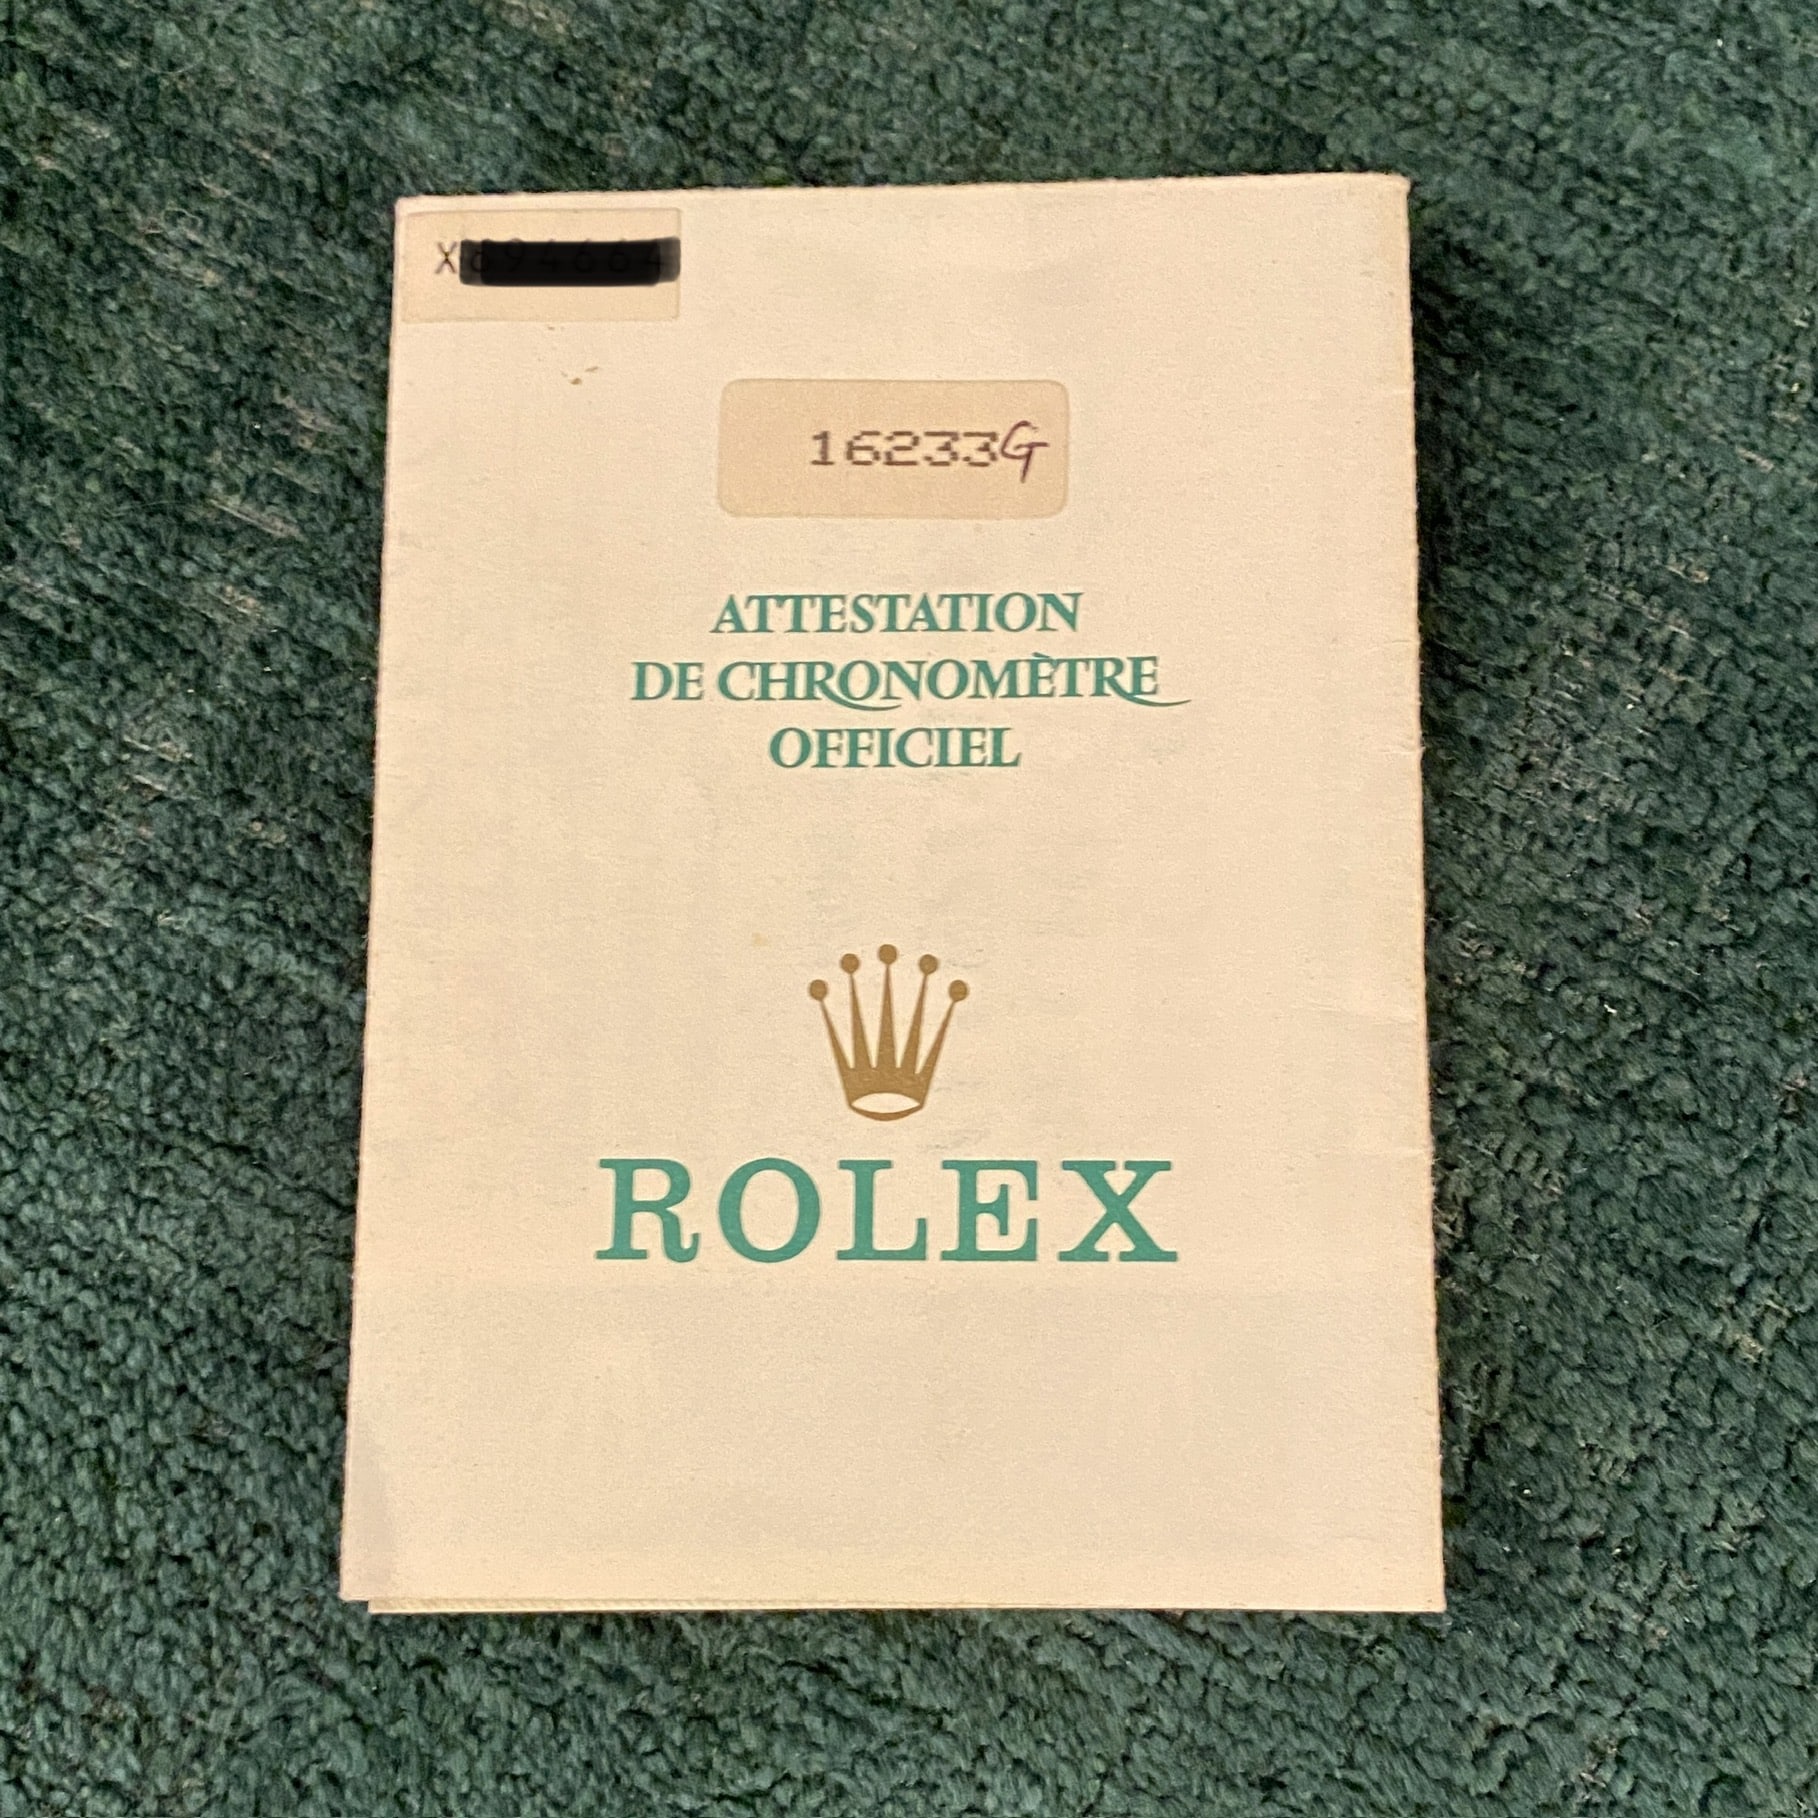 X
16233G
ATTESTATION
DE CHRONOMÈTRE
OFFICIEL
ROLEX